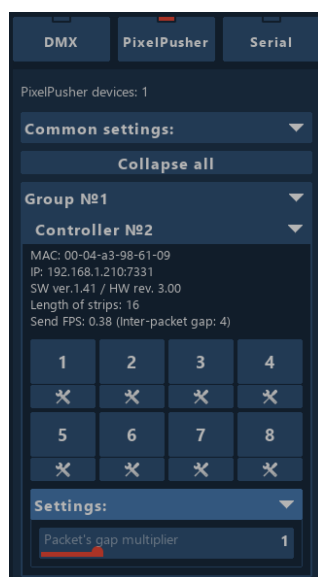 DMX PixelPusher Serial
PixelPusher devices: 1
Common settings:
Collapse all
Group №1
Controller №2
MAC: 00-04-a3-98-61-09
IP: 192.168.1.210:7331
SW ver.1.41 / HW rev. 3.00
Length of strips: 16
Send FPS: 0.38 (Inter-packet gap: 4)
1 2 3 4
5 6 7 8
Settings:
Packet's gap multiplier 1